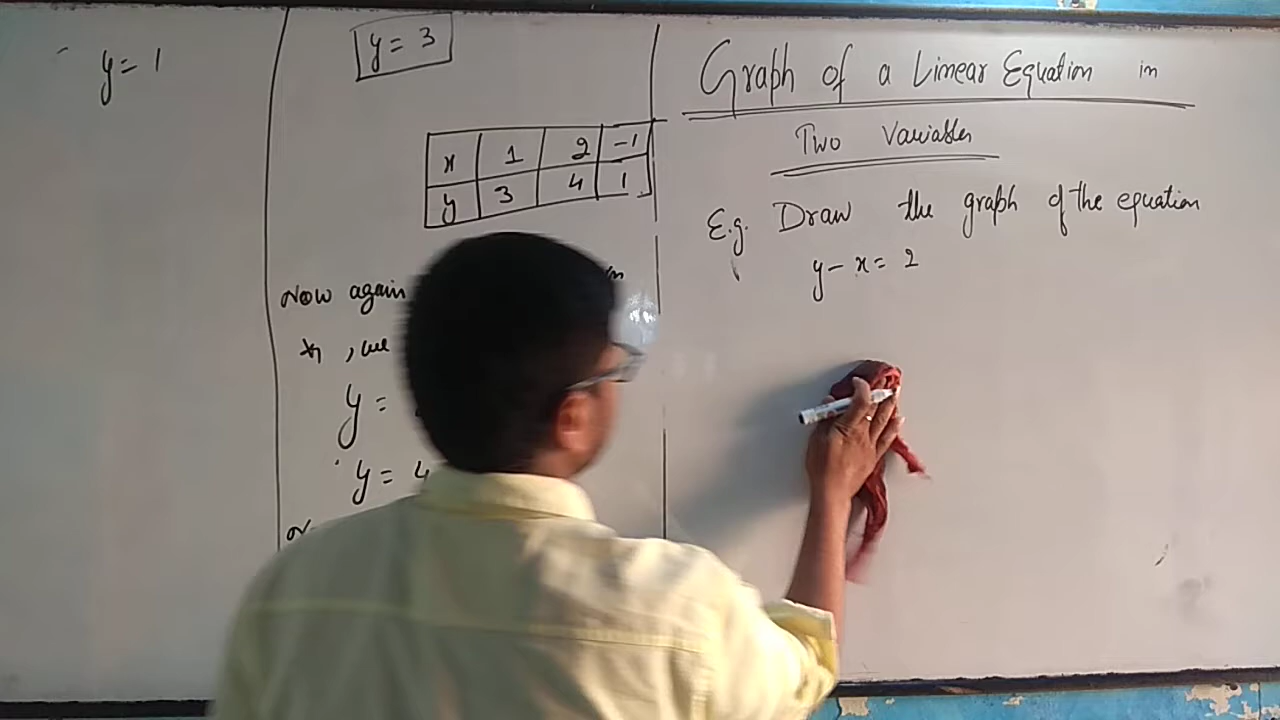 y = 1
y = 3
x 1 2 -1
y 3 4 1
Now again
, we
y =
y = 4
Graph of a Linear Equation in
Two Variables
E.g. Draw the graph of the equation
y - x = 2